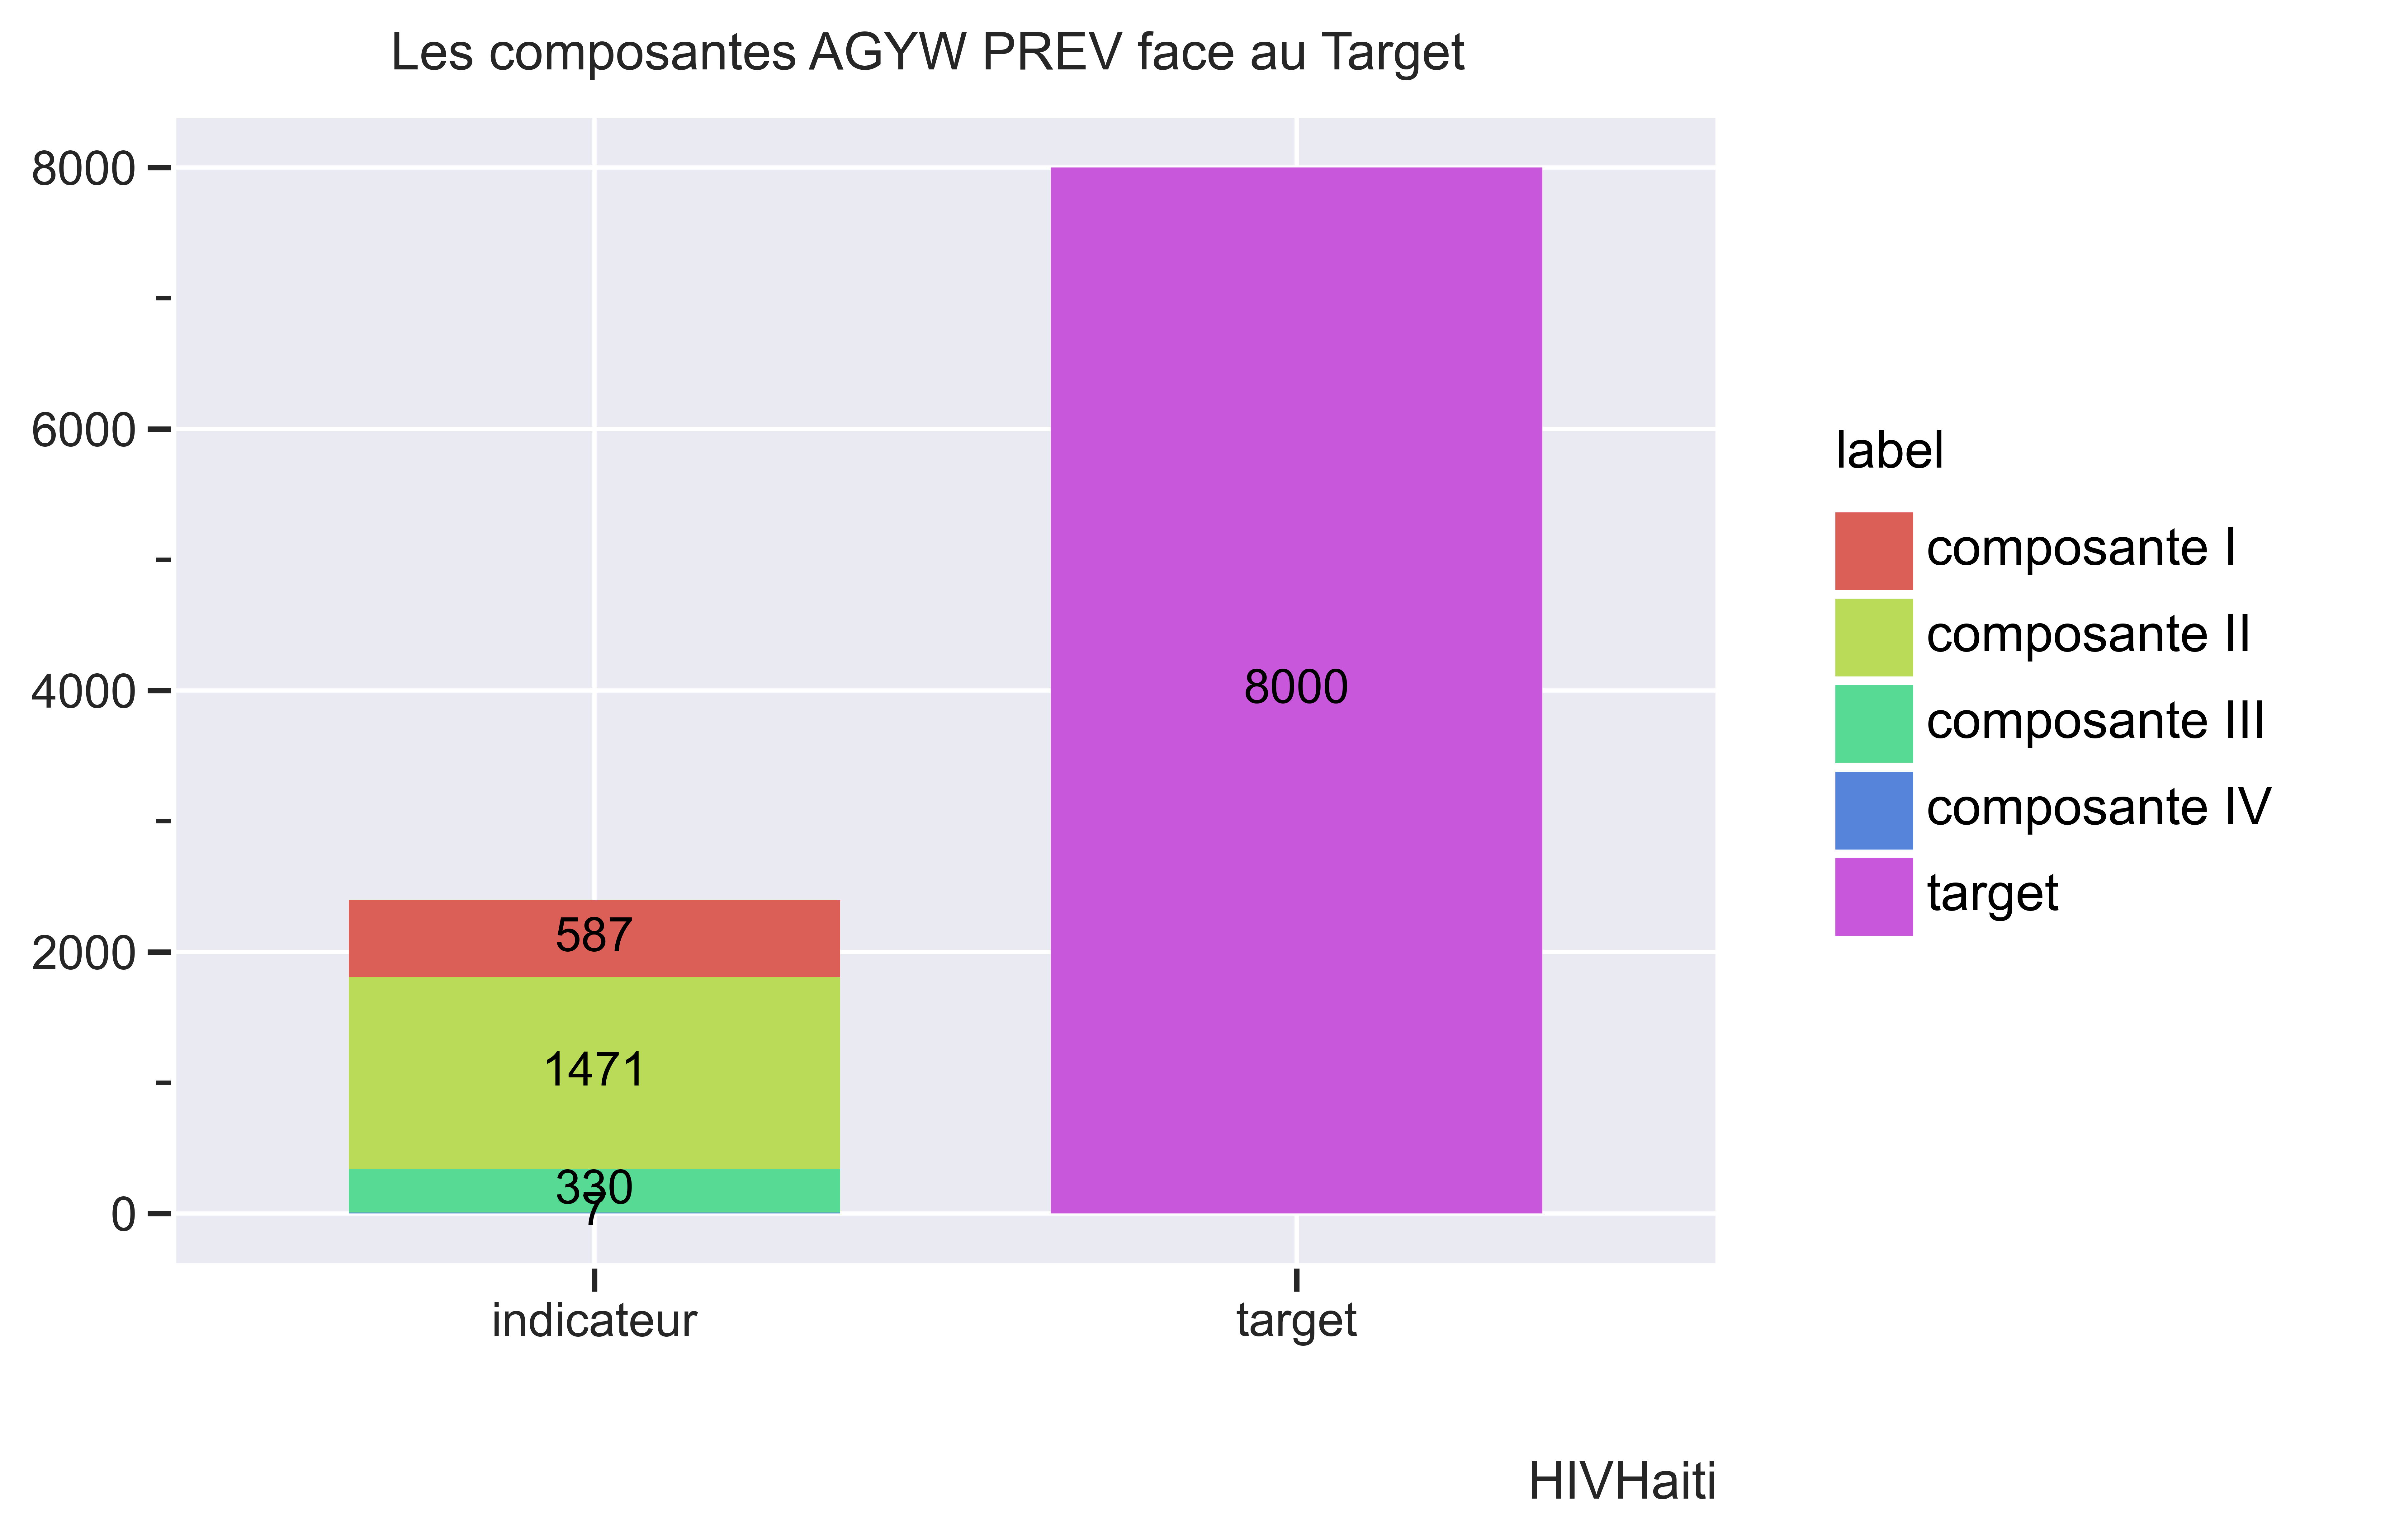 Les composantes AGYW PREV face au Target
8000
6000
4000
2000
0
587
1471
330
7
8000
indicateur
target
label
composante I
composante II
composante III
composante IV
target
HIVHaiti